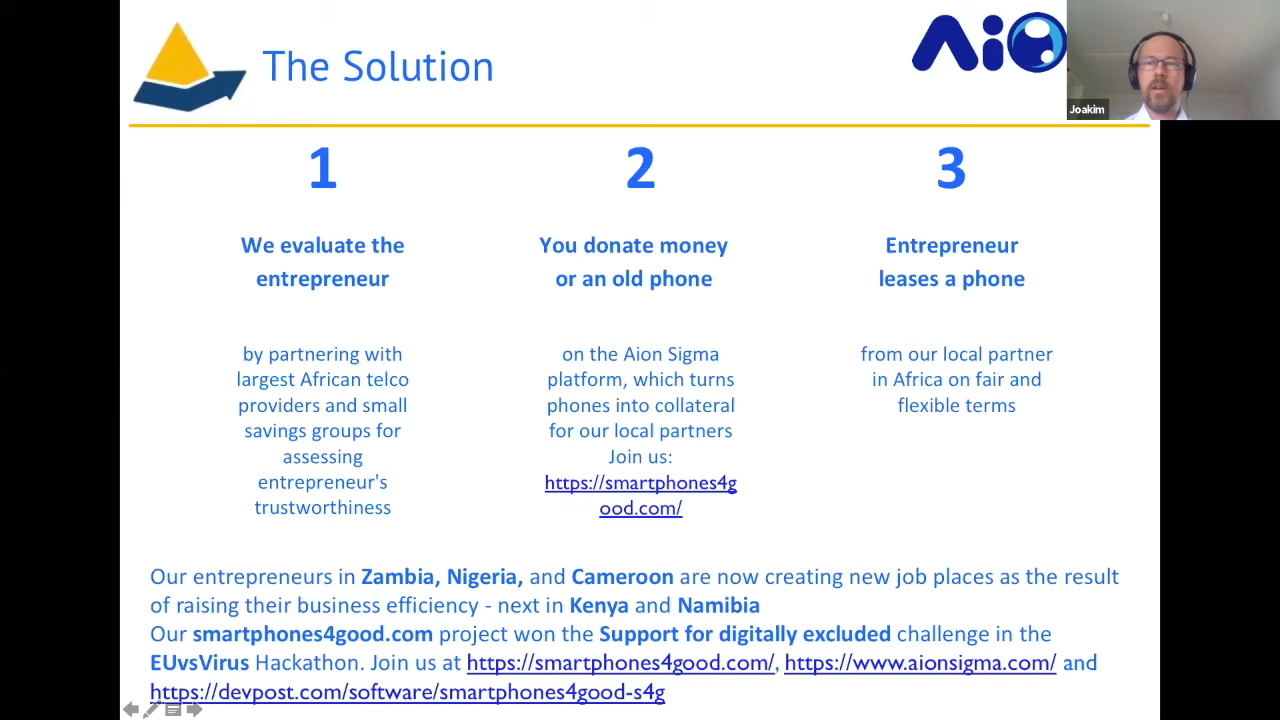 The Solution
AiO
Joakim
1
2
3
We evaluate the
entrepreneur
You donate money
or an old phone
Entrepreneur
leases a phone
by partnering with
largest African telco
providers and small
savings groups for
assessing
entrepreneur's
trustworthiness
on the Aion Sigma
platform, which turns
phones into collateral
for our local partners
Join us:
https://smartphones4g
ood.com/
from our local partner
in Africa on fair and
flexible terms
Our entrepreneurs in Zambia, Nigeria, and Cameroon are now creating new job places as the result
of raising their business efficiency - next in Kenya and Namibia
Our smartphones4good.com project won the Support for digitally excluded challenge in the
EUvsVirus Hackathon. Join us at https://smartphones4good.com/, https://www.aionsigma.com/ and
https://devpost.com/software/smartphones4good-s4g